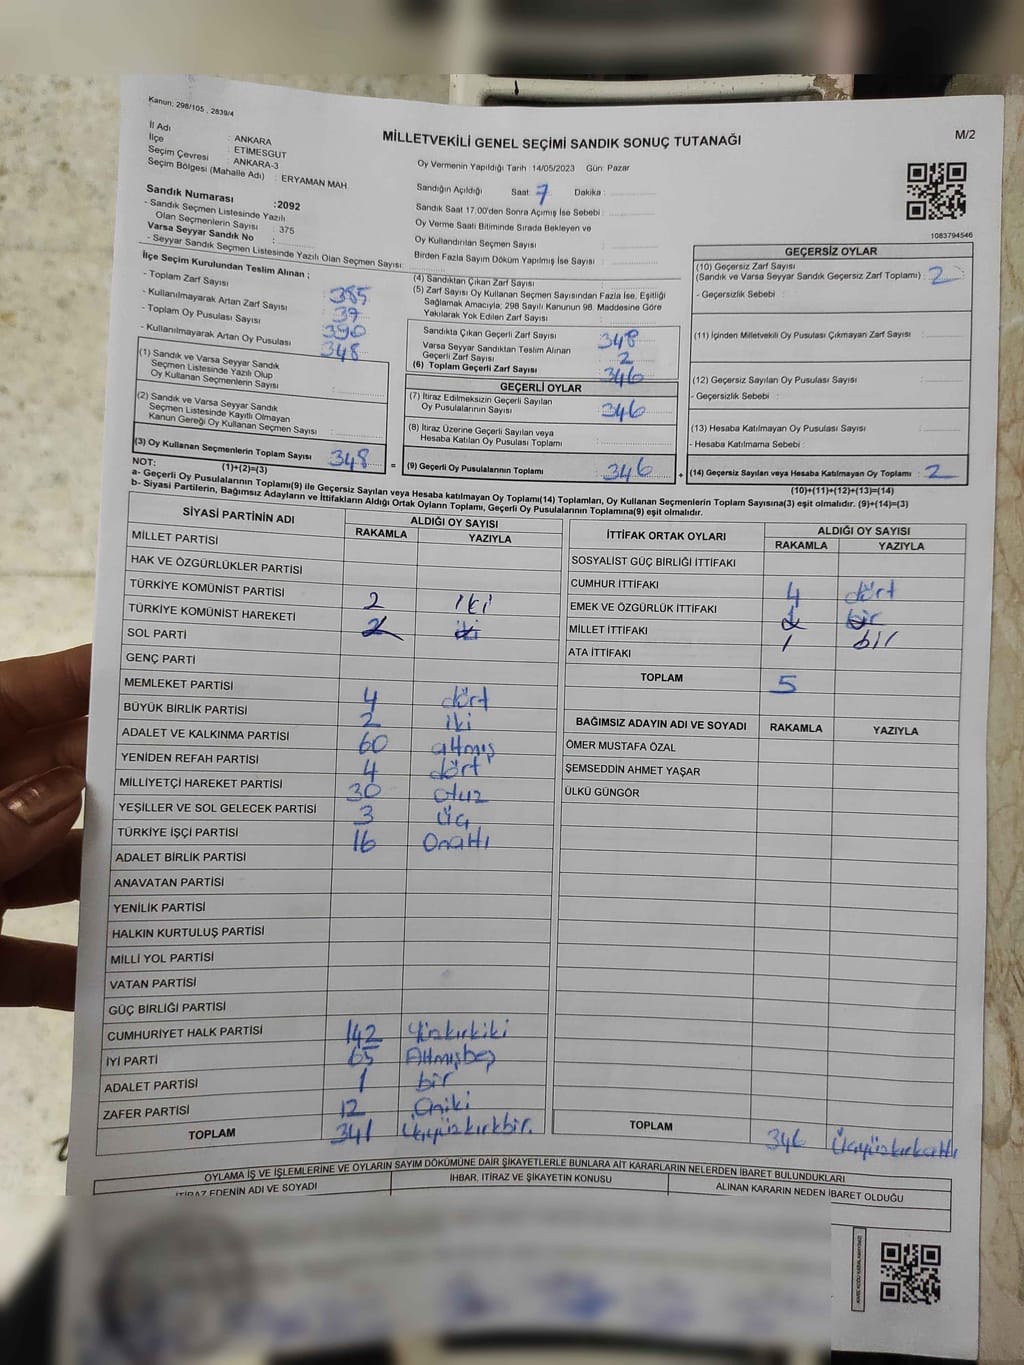 Kanun: 298/105 , 2839/4
MİLLETVEKİLİ GENEL SEÇİMİ SANDIK SONUÇ TUTANAĞI
M/2
İl Adı : ANKARA
İlçe : ETİMESGUT
Seçim Çevresi : ANKARA-3
Seçim Bölgesi (Mahalle Adı) : ERYAMAN MAH
Sandık Numarası :2092
- Sandık Seçmen Listesinde Yazılı
Olan Seçmenlerin Sayısı : 375
Varsa Seyyar Sandık No :
- Seyyar Sandık Seçmen Listesinde Yazılı Olan Seçmen Sayısı:
Oy Vermenin Yapıldığı Tarih :14/05/2023 Gün: Pazar
Sandığın Açıldığı Saat: 7 Dakika :
Sandık Saat 17.00'den Sonra Açımış İse Sebebi :
Oy Verme Saati Bitiminde Sırada Bekleyen ve
Oy Kullandırılan Seçmen Sayısı :
Birden Fazla Sayım Döküm Yapılmış İse Sayısı :
1083794546
İlçe Seçim Kurulundan Teslim Alınan ;
- Toplam Zarf Sayısı : 385
- Kullanılmayarak Artan Zarf Sayısı : 37
- Toplam Oy Pusulası Sayısı : 390
- Kullanılmayarak Artan Oy Pusulası : 348
(1) Sandık ve Varsa Seyyar Sandık
Seçmen Listesinde Yazılı Olup
Oy Kullanan Seçmenlerin Sayısı :
(2) Sandık ve Varsa Seyyar Sandık
Seçmen Listesinde Kayıtlı Olmayan
Kanun Gereği Oy Kullanan Seçmen Sayısı :
(3) Oy Kullanan Seçmenlerin Toplam Sayısı : 348 =
(1)+(2)=(3)
(4) Sandıktan Çıkan Zarf Sayısı :
(5) Zarf Sayısı Oy Kullanan Seçmen Sayısından Fazla İse, Eşitliği
Sağlamak Amacıyla; 298 Sayılı Kanunun 98. Maddesine Göre
Yakılarak Yok Edilen Zarf Sayısı :
Sandıkta Çıkan Geçerli Zarf Sayısı : 348
Varsa Seyyar Sandıktan Teslim Alınan
Geçerli Zarf Sayısı : 2
(6) Toplam Geçerli Zarf Sayısı : 346
GEÇERLİ OYLAR
(7) İtiraz Edilmeksizin Geçerli Sayılan
Oy Pusulalarının Sayısı : 346
(8) İtiraz Üzerine Geçerli Sayılan veya
Hesaba Katılan Oy Pusulası Toplamı :
(9) Geçerli Oy Pusulalarının Toplamı : 346 +
GEÇERSİZ OYLAR
(10) Geçersiz Zarf Sayısı
(Sandık ve Varsa Seyyar Sandık Geçersiz Zarf Toplamı) : 2
- Geçersizlik Sebebi :
(11) İçinden Milletvekili Oy Pusulası Çıkmayan Zarf Sayısı :
(12) Geçersiz Sayılan Oy Pusulası Sayısı :
- Geçersizlik Sebebi :
(13) Hesaba Katılmayan Oy Pusulası Sayısı :
- Hesaba Katılmama Sebebi :
(14) Geçersiz Sayılan veya Hesaba Katılmayan Oy Toplamı : 2
(10)+(11)+(12)+(13)=(14)
NOT:
a- Geçerli Oy Pusulalarının Toplamı(9) ile Geçersiz Sayılan veya Hesaba katılmayan Oy Toplamı(14) Toplamları, Oy Kullanan Seçmenlerin Toplam Sayısına(3) eşit olmalıdır. (9)+(14)=(3)
b- Siyasi Partilerin, Bağımsız Adayların ve İttifakların Aldığı Ortak Oyların Toplamı, Geçerli Oy Pusulalarının Toplamına(9) eşit olmalıdır.
SİYASİ PARTİNİN ADI ALDIĞI OY SAYISI
RAKAMLA YAZIYLA
MİLLET PARTİSİ
HAK VE ÖZGÜRLÜKLER PARTİSİ
TÜRKİYE KOMÜNİST PARTİSİ 2 iki
TÜRKİYE KOMÜNİST HAREKETİ 2 iki
SOL PARTİ
GENÇ PARTİ
MEMLEKET PARTİSİ 4 dört
BÜYÜK BİRLİK PARTİSİ 2 iki
ADALET VE KALKINMA PARTİSİ 60 altmış
YENİDEN REFAH PARTİSİ 4 dört
MİLLİYETÇİ HAREKET PARTİSİ 30 otuz
YEŞİLLER VE SOL GELECEK PARTİSİ 3 üç
TÜRKİYE İŞÇİ PARTİSİ 16 Onaltı
ADALET BİRLİK PARTİSİ
ANAVATAN PARTİSİ
YENİLİK PARTİSİ
HALKIN KURTULUŞ PARTİSİ
MİLLİ YOL PARTİSİ
VATAN PARTİSİ
GÜÇ BİRLİĞİ PARTİSİ
CUMHURİYET HALK PARTİSİ 142 Yüzkırkiki
İYİ PARTİ 65 Altmışbeş
ADALET PARTİSİ 1 bir
ZAFER PARTİSİ 12 Oniki
TOPLAM 341 Üçyüzkırkbir.
İTTİFAK ORTAK OYLARI ALDIĞI OY SAYISI
RAKAMLA YAZIYLA
SOSYALİST GÜÇ BİRLİĞİ İTTİFAKI
CUMHUR İTTİFAKI 4 dört
EMEK VE ÖZGÜRLÜK İTTİFAKI 1 bir
MİLLET İTTİFAKI 1 bir
ATA İTTİFAKI
TOPLAM 5
BAĞIMSIZ ADAYIN ADI VE SOYADI RAKAMLA YAZIYLA
ÖMER MUSTAFA ÖZAL
ŞEMSEDDİN AHMET YAŞAR
ÜLKÜ GÜNGÖR
TOPLAM 346 Üçyüzkırkaltı
OYLAMA İŞ VE İŞLEMLERİNE VE OYLARIN SAYIM DÖKÜMÜNE DAİR ŞİKAYETLERLE BUNLARA AİT KARARLARIN NELERDEN İBARET BULUNDUKLARI
İTİRAZ EDENİN ADI VE SOYADI İHBAR, İTİRAZ VE ŞİKAYETİN KONUSU ALINAN KARARIN NEDEN İBARET OLDUĞU